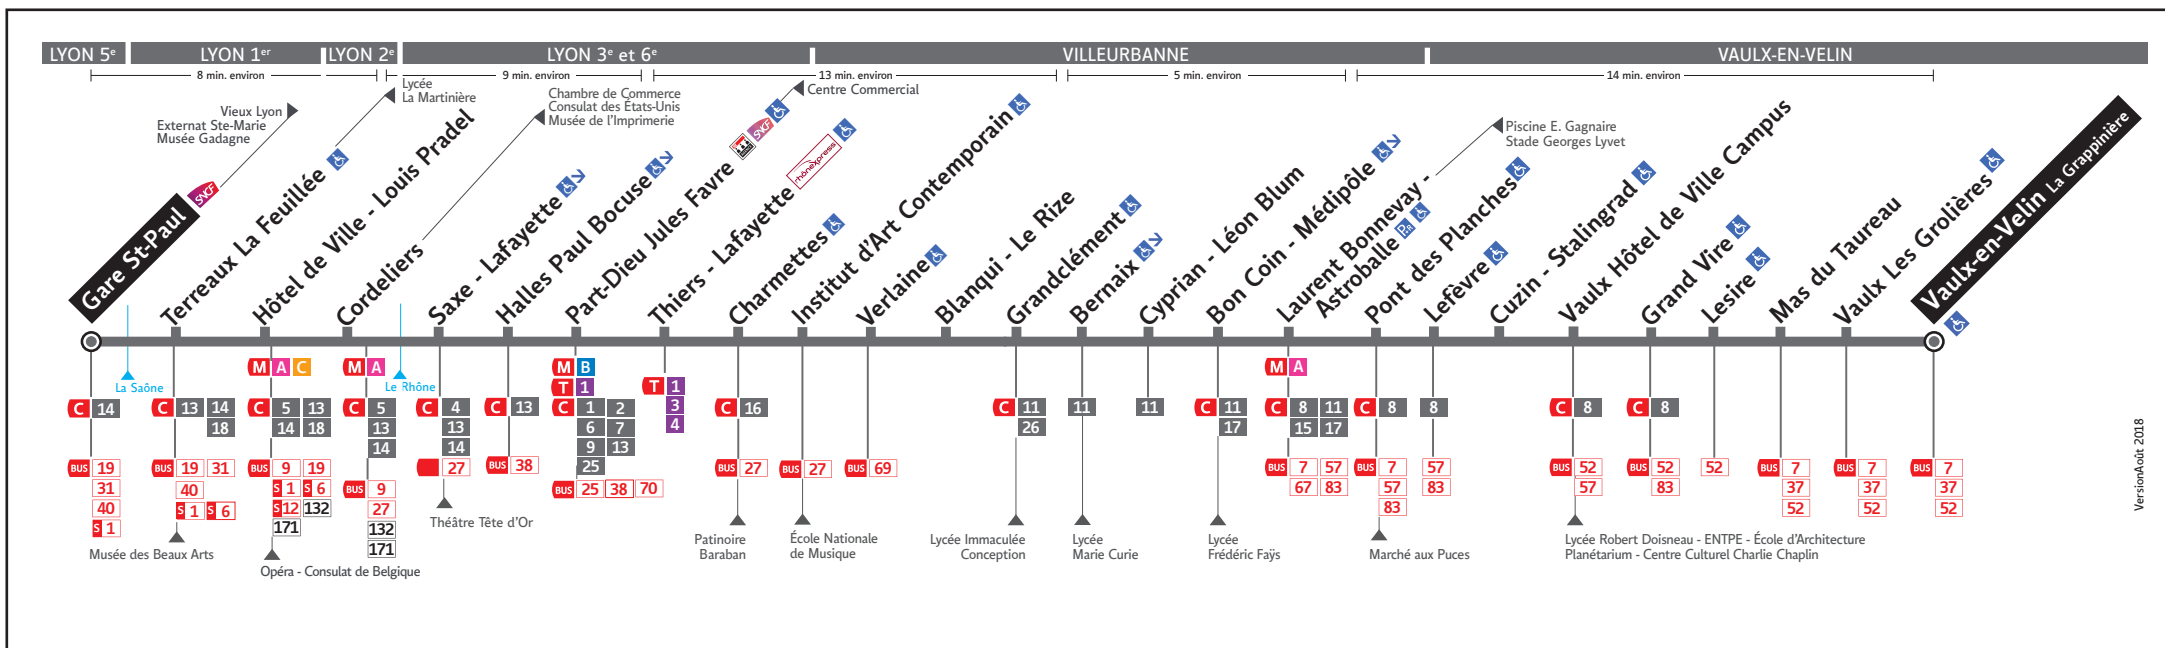 LYON 5e
LYON 1er
LYON 2e
LYON 3e et 6e
VILLEURBANNE
VAULX-EN-VELIN
8 min. environ
9 min. environ
13 min. environ
5 min. environ
14 min. environ
Vieux Lyon
Externat Ste-Marie
Musée Gadagne
Lycée
La Martinière
Chambre de Commerce
Consulat des États-Unis
Musée de l'Imprimerie
Centre Commercial
Piscine E. Gagnaire
Stade Georges Lyvet
Gare St-Paul
SNCF
Terreaux La Feuillée
Hôtel de Ville - Louis Pradel
Cordeliers
Saxe - Lafayette
Halles Paul Bocuse
Part-Dieu Jules Favre
SNCF
Thiers - Lafayette
rhônexpress
Charmettes
Institut d'Art Contemporain
Verlaine
Blanqui - Le Rize
Grandclément
Bernaix
Cyprian - Léon Blum
Bon Coin - Médipôle
Laurent Bonnevay -
Astroballe
P+R
Pont des Planches
Lefèvre
Cuzin - Stalingrad
Vaulx Hôtel de Ville Campus
Grand Vire
Lesire
Mas du Taureau
Vaulx Les Grolières
Vaulx-en-Velin La Grappinière
La Saône
Le Rhône
C 14
BUS 19
31
40
S 1
C 13 14
18
BUS 19 31
40
S 1 S 6
Musée des Beaux Arts
M A C
C 5 13
14 18
BUS 9 19
S 1 S 6
S 12 132
171
Opéra - Consulat de Belgique
M A
C 5
13
14
BUS 9
27
132
171
C 4
13
14
27
Théâtre Tête d'Or
C 13
BUS 38
M B
T 1
C 1 2
6 7
9 13
25
BUS 25 38 70
T 1
3
4
C 16
BUS 27
Patinoire
Baraban
BUS 27
École Nationale
de Musique
BUS 69
C 11
26
Lycée Immaculée
Conception
11
Lycée
Marie Curie
11
C 11
17
Lycée
Frédéric Faÿs
M A
C 8 11
15 17
BUS 7 57
67 83
C 8
BUS 7
57
83
Marché aux Puces
8
57
83
C 8
BUS 52
57
Lycée Robert Doisneau - ENTPE - École d'Architecture
Planétarium - Centre Culturel Charlie Chaplin
C 8
BUS 52
83
52
BUS 7
37
52
BUS 7
37
52
BUS 7
37
52
VersionAoût 2018